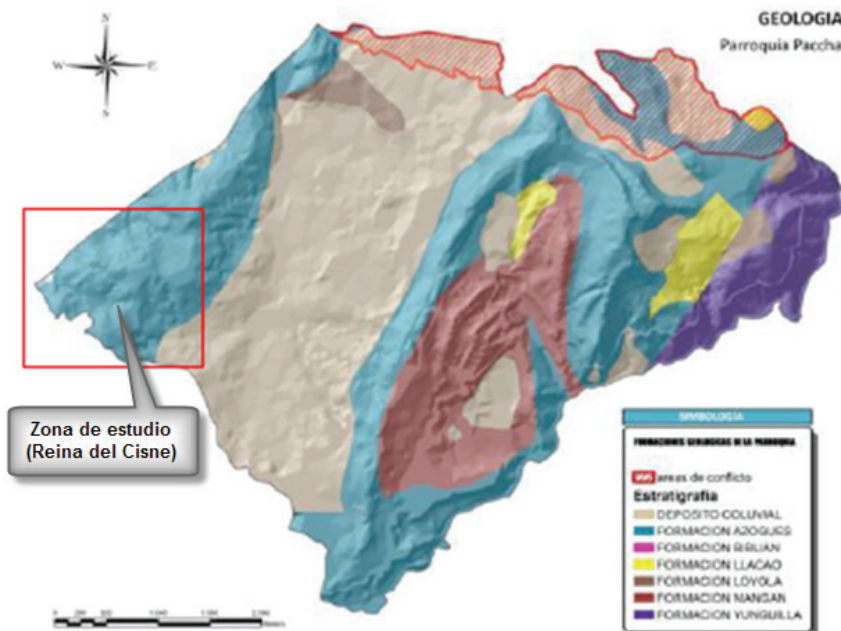 GEOLOGIA
Parroquia Paccha
N
W E
S
Zona de estudio
(Reina del Cisne)
SIMBOLOGÍA
FORMACIONES GEOLOGICAS DE LA PARROQUIA
areas de conflicto
Estratigrafia
DEPOSITO COLUVIAL
FORMACION AZOGUES
FORMACION BIBLIAN
FORMACION LLACAO
FORMACION LOYOLA
FORMACION MANGAN
FORMACION YUNGUILLA